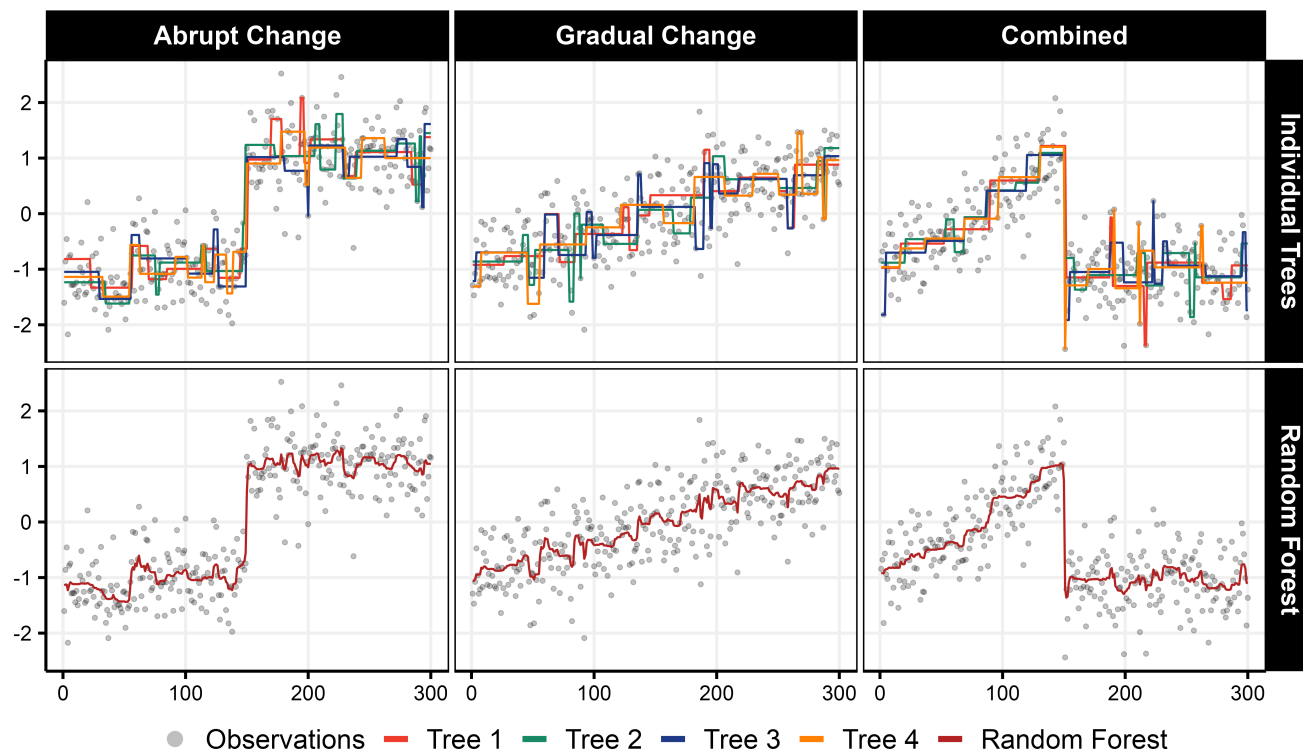 Abrupt Change Gradual Change Combined
2
1
0
-1
-2
Individual Trees
2
1
0
-1
-2
Random Forest
0 100 200 300 0 100 200 300 0 100 200 300
Observations Tree 1 Tree 2 Tree 3 Tree 4 Random Forest